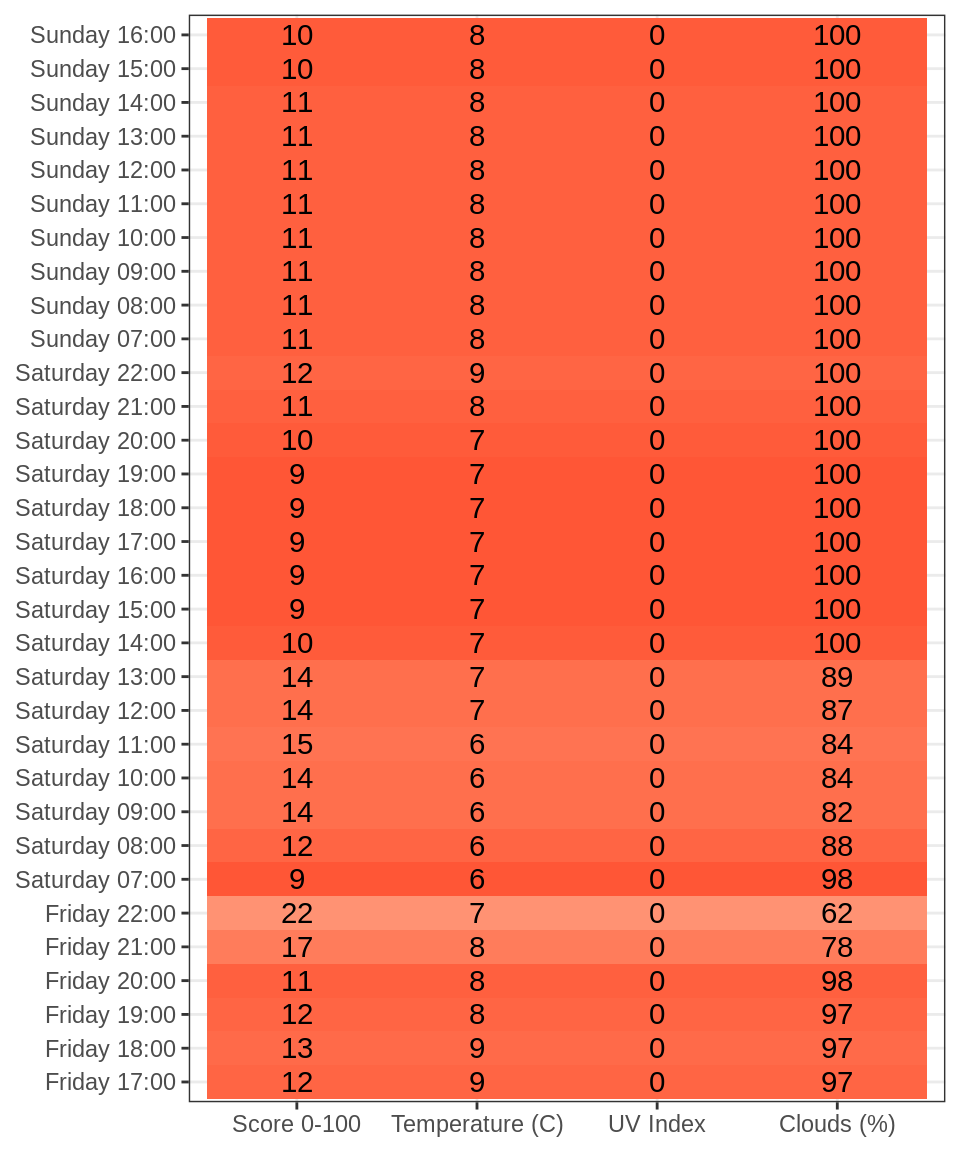 Sunday 16:00 10 8 0 100
Sunday 15:00 10 8 0 100
Sunday 14:00 11 8 0 100
Sunday 13:00 11 8 0 100
Sunday 12:00 11 8 0 100
Sunday 11:00 11 8 0 100
Sunday 10:00 11 8 0 100
Sunday 09:00 11 8 0 100
Sunday 08:00 11 8 0 100
Sunday 07:00 11 8 0 100
Saturday 22:00 12 9 0 100
Saturday 21:00 11 8 0 100
Saturday 20:00 10 7 0 100
Saturday 19:00 9 7 0 100
Saturday 18:00 9 7 0 100
Saturday 17:00 9 7 0 100
Saturday 16:00 9 7 0 100
Saturday 15:00 9 7 0 100
Saturday 14:00 10 7 0 100
Saturday 13:00 14 7 0 89
Saturday 12:00 14 7 0 87
Saturday 11:00 15 6 0 84
Saturday 10:00 14 6 0 84
Saturday 09:00 14 6 0 82
Saturday 08:00 12 6 0 88
Saturday 07:00 9 6 0 98
Friday 22:00 22 7 0 62
Friday 21:00 17 8 0 78
Friday 20:00 11 8 0 98
Friday 19:00 12 8 0 97
Friday 18:00 13 9 0 97
Friday 17:00 12 9 0 97
Score 0-100 Temperature (C) UV Index Clouds (%)